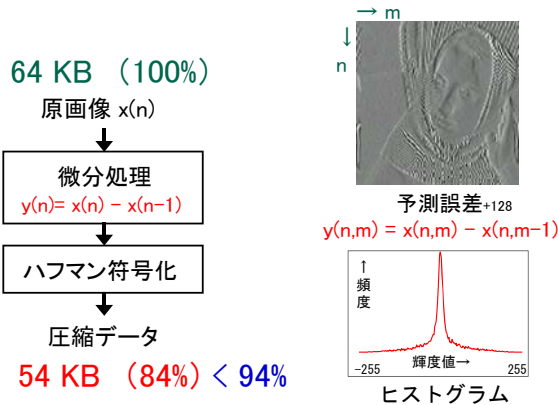 64 KB （100%）
原画像 x(n)
微分処理
y(n)= x(n) − x(n−1)
ハフマン符号化
圧縮データ
54 KB （84%） < 94%
→ m
↓
n
予測誤差+128
y(n,m) = x(n,m) − x(n,m−1)
↑
頻
度
−255 輝度値→ 255
ヒストグラム